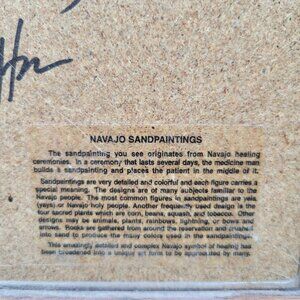 NAVAJO SANDPAINTINGS
The sandpainting you see originates from Navajo healing
ceremonies. In a ceremony that lasts several days, the medicine man
builds a sandpainting and places the patient in the middle of it.
Sandpaintings are very detailed and colorful and each figure carries a
special meaning. The designs are of many subjects familiar to the
Navajo people. The most common figures in sandpaintings are yeis
(yays) or Navajo holy people. Another frequently used design is the
four sacred plants which are corn, beans, squash, and tobacco. Other
designs may be animals, plants, rainbows, lightning, or bows and
arrows. Rocks are gathered from around the reservation and crushed
into sand to produce the many colors used in the sandpaintings.
This amazingly detailed and complex Navajo symbol of healing has
been broadened into a unique art form to be appreciated by many.